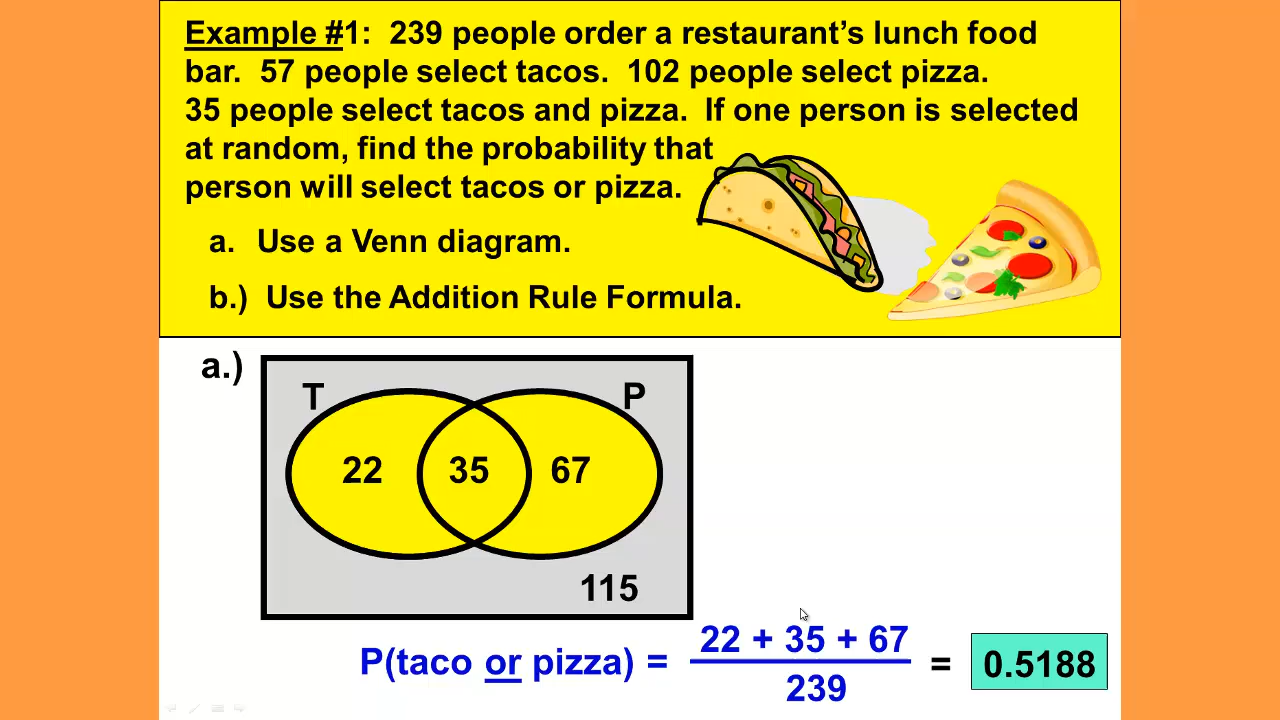 Example #1: 239 people order a restaurant’s lunch food
bar. 57 people select tacos. 102 people select pizza.
35 people select tacos and pizza. If one person is selected
at random, find the probability that
person will select tacos or pizza.
a. Use a Venn diagram.
b.) Use the Addition Rule Formula.
a.)
T P
22 35 67
115
P(taco or pizza) = 22 + 35 + 67 = 0.5188
239